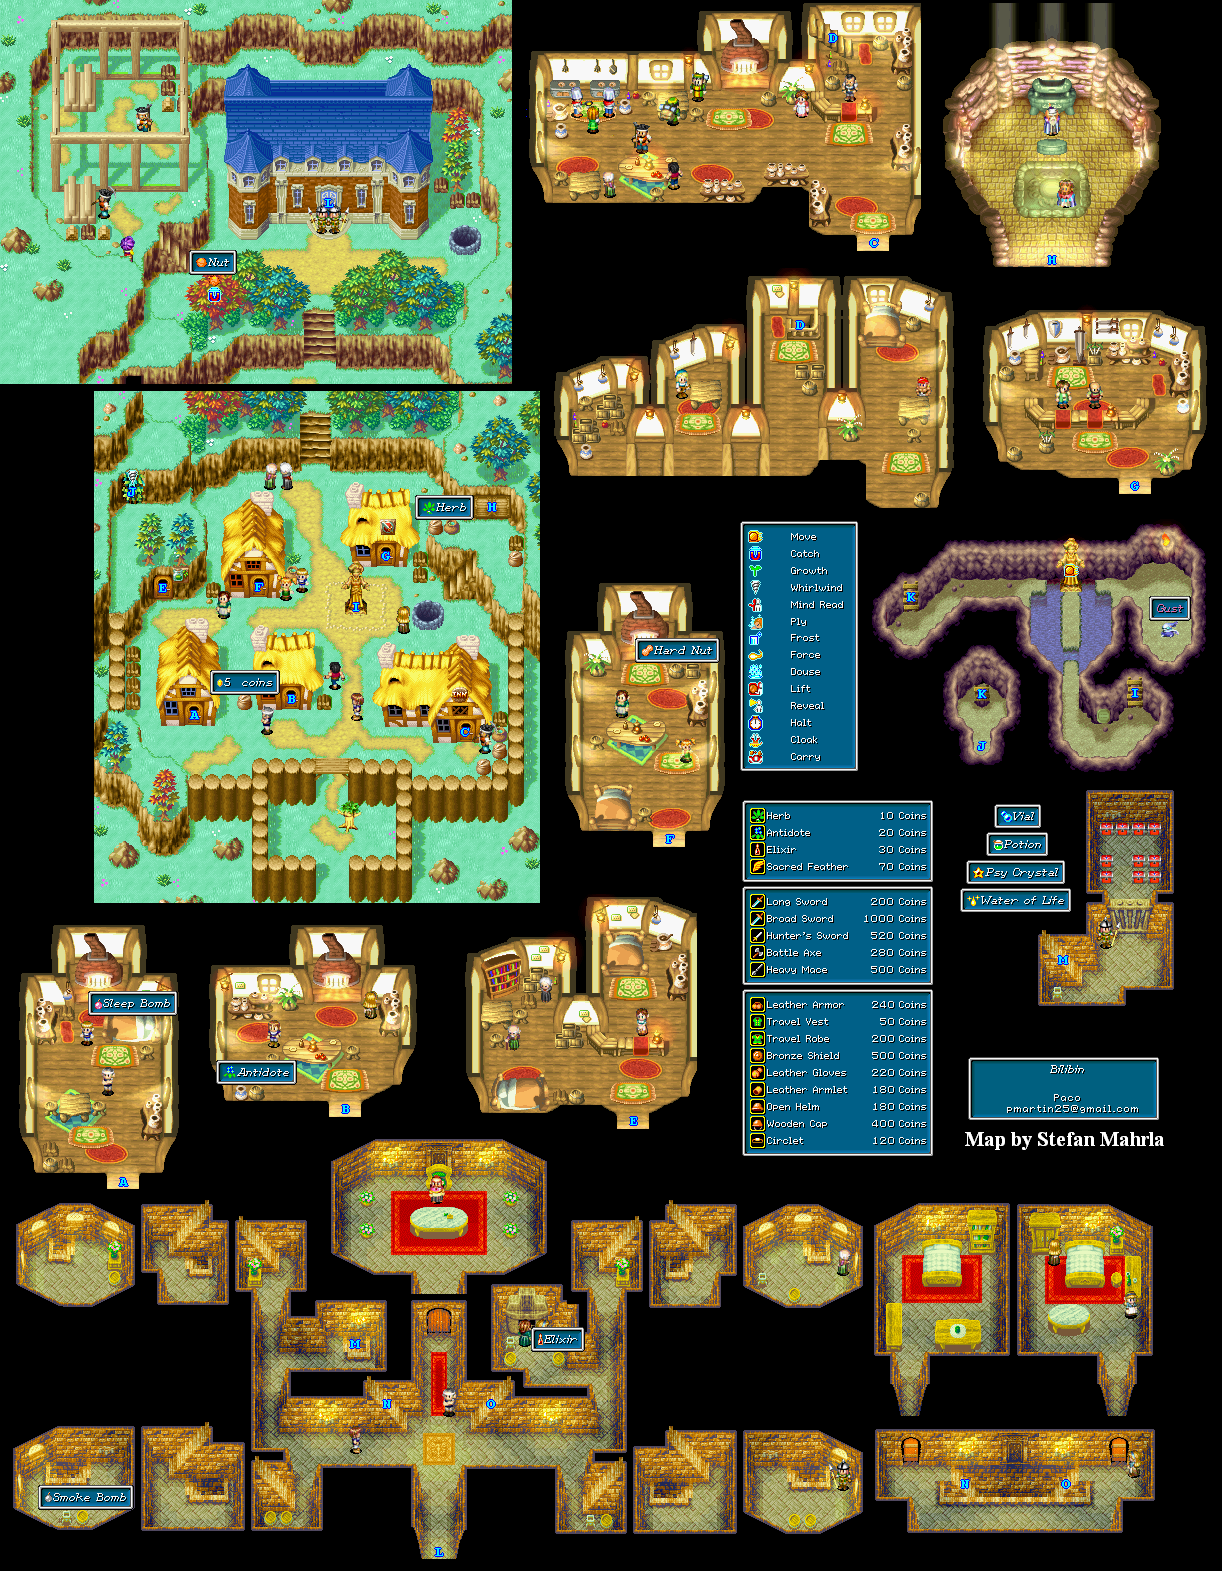 D
C
H
L
Nut
D
G
J
Herb
H
G
E
F
I
5 coins
A
B
INN
C
Hard Nut
F
Move
Catch
Growth
Whirlwind
Mind Read
Ply
Frost
Force
Douse
Lift
Reveal
Halt
Cloak
Carry
K
Gust
K
I
J
Herb 10 Coins
Antidote 20 Coins
Elixir 30 Coins
Sacred Feather 70 Coins
Long Sword 200 Coins
Broad Sword 1000 Coins
Hunter's Sword 520 Coins
Battle Axe 280 Coins
Heavy Mace 500 Coins
Leather Armor 240 Coins
Travel Vest 50 Coins
Travel Robe 200 Coins
Bronze Shield 500 Coins
Leather Gloves 220 Coins
Leather Armlet 180 Coins
Open Helm 180 Coins
Wooden Cap 400 Coins
Circlet 120 Coins
Vial
Potion
Psy Crystal
Water of Life
M
Bilibin
Paco
pmartin25@gmail.com
Map by Stefan Mahrla
Sleep Bomb
A
Antidote
B
E
M
Elixir
N
O
Smoke Bomb
L
N
O